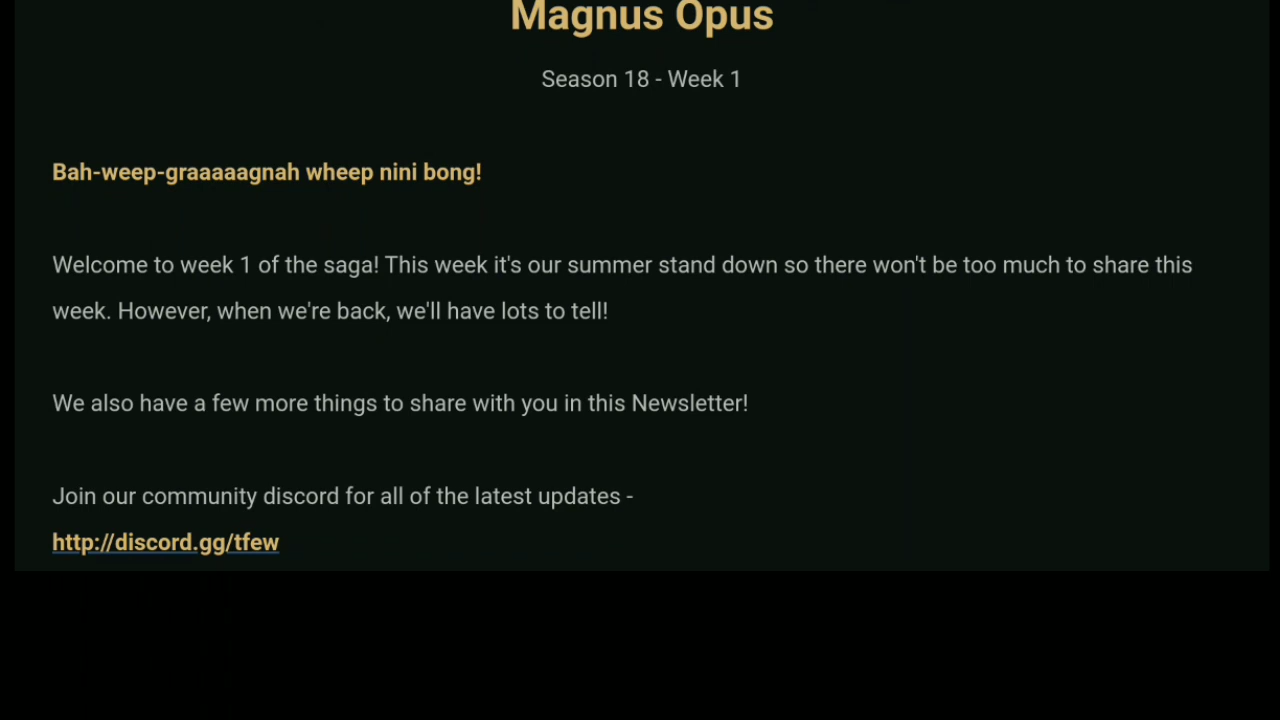 Magnus Opus
Season 18 - Week 1
Bah-weep-graaaaagnah wheep nini bong!
Welcome to week 1 of the saga! This week it's our summer stand down so there won't be too much to share this
week. However, when we're back, we'll have lots to tell!
We also have a few more things to share with you in this Newsletter!
Join our community discord for all of the latest updates -
http://discord.gg/tfew